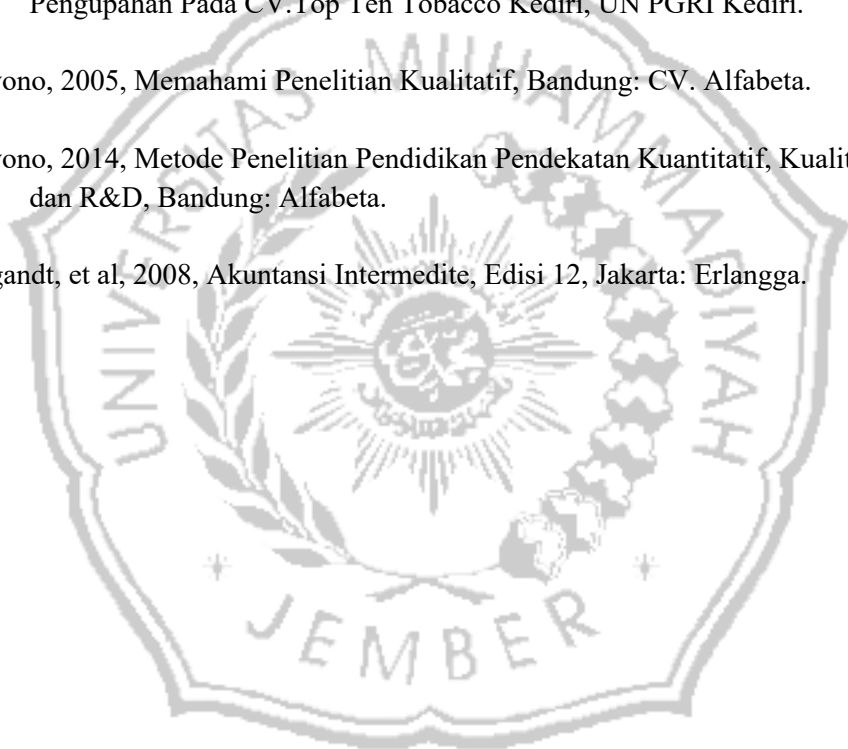 Pengupahan Pada CV.Top Ten Tobacco Kediri, UN PGRI Kediri.
yono, 2005, Memahami Penelitian Kualitatif, Bandung: CV. Alfabeta.
yono, 2014, Metode Penelitian Pendidikan Pendekatan Kuantitatif, Kualit
dan R&D, Bandung: Alfabeta.
gandt, et al, 2008, Akuntansi Intermedite, Edisi 12, Jakarta: Erlangga.
UNIVERSITAS MUHAMMADIYAH
JEMBER